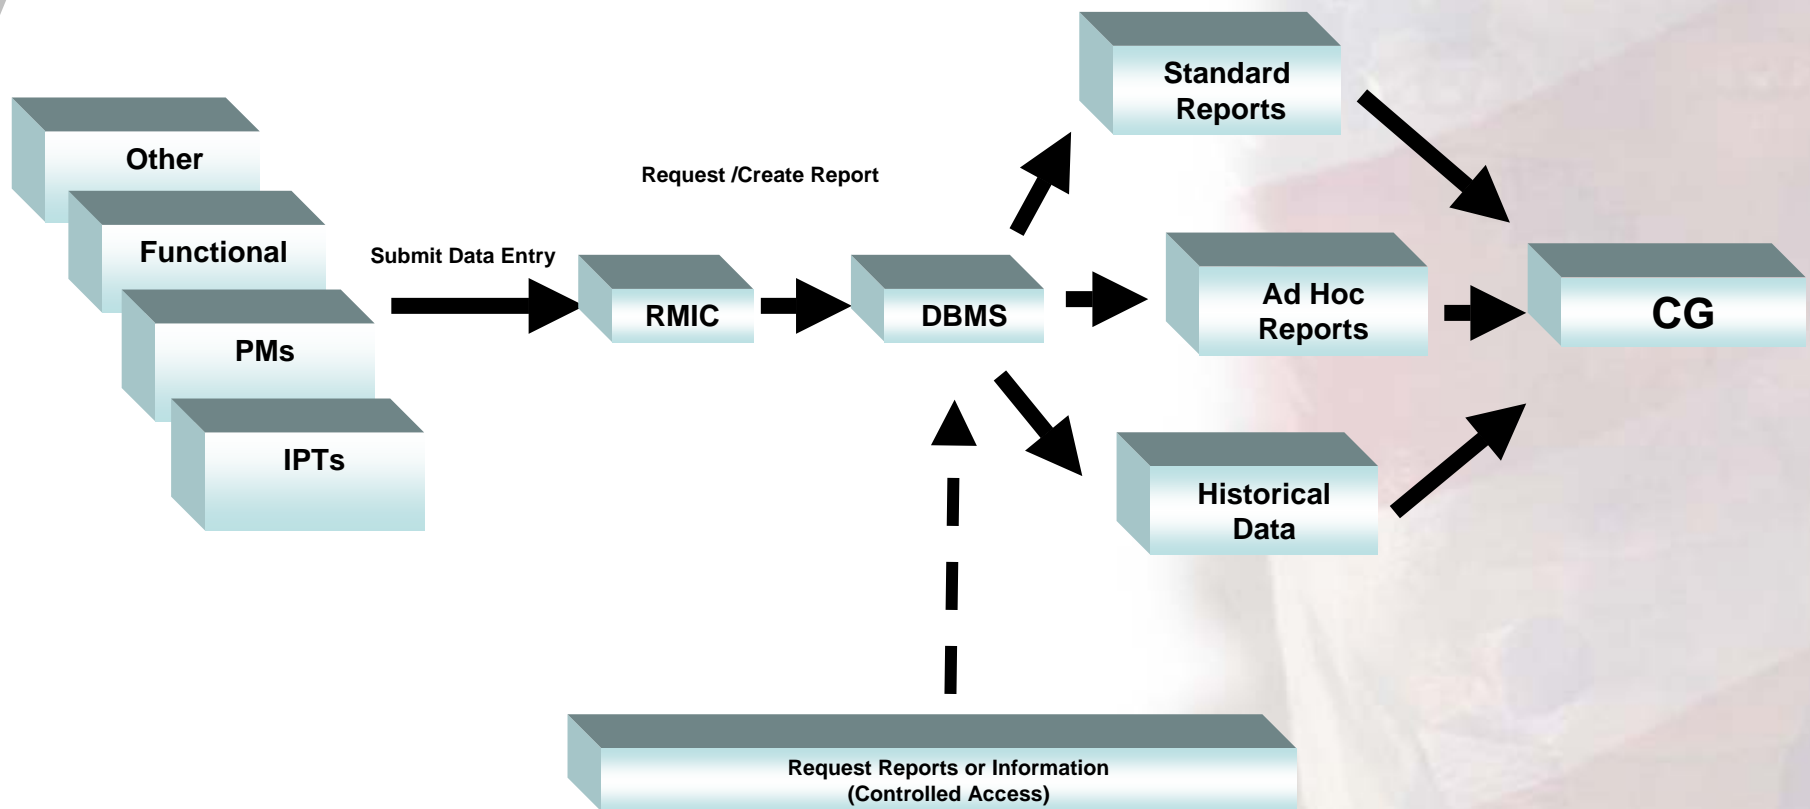 Other
Functional
PMs
IPTs
Submit Data Entry
RMIC
Request /Create Report
DBMS
Standard
Reports
Ad Hoc
Reports
Historical
Data
CG
Request Reports or Information
(Controlled Access)